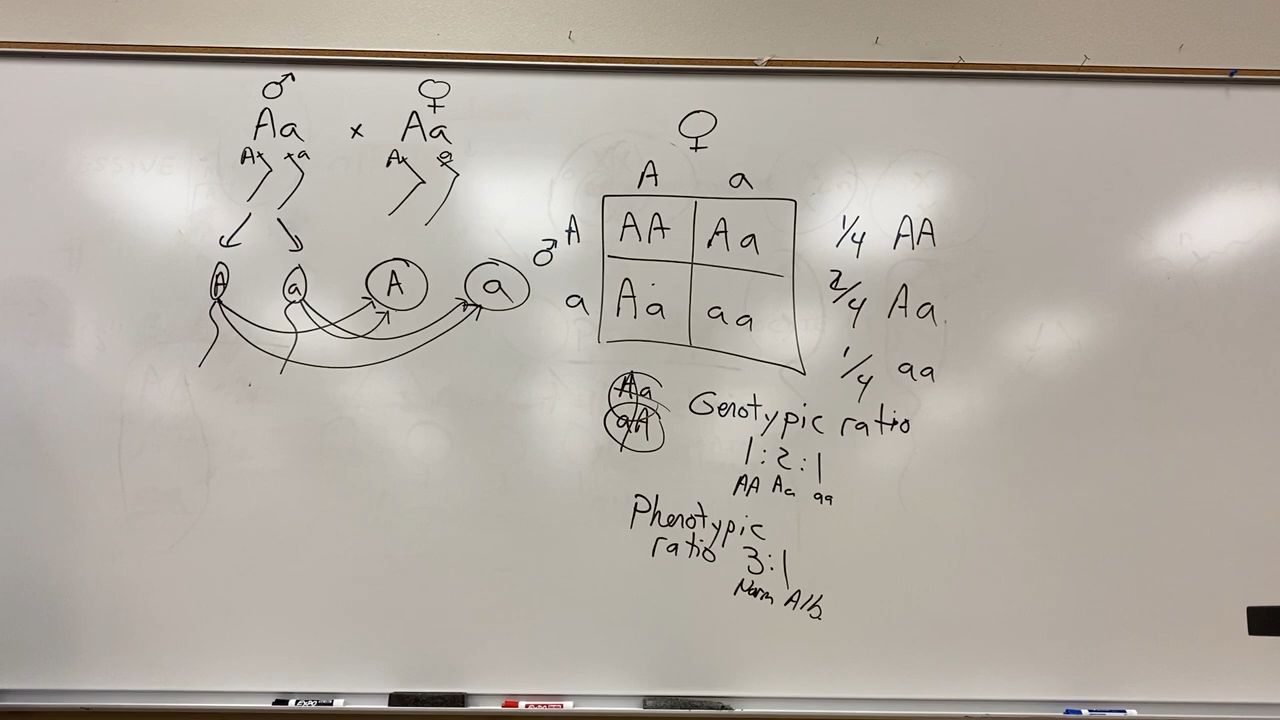 ♂ ♀
Aa x Aa
A a A a
A a A a
♀
A a
♂ A AA Aa
a Aa aa
1/4 AA
2/4 Aa
1/4 aa
Aa
aA
Genotypic ratio
1:2:1
AA Aa aa
Phenotypic
ratio 3:1
Norm Alb
EXPO